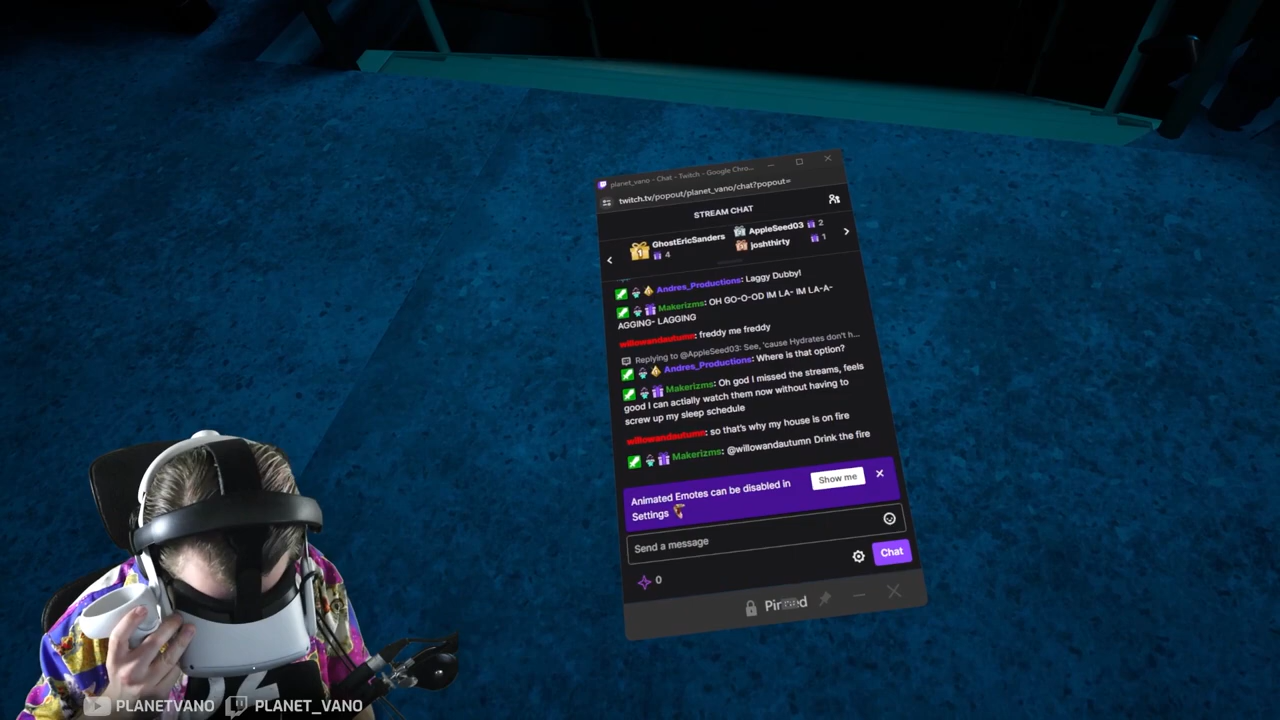 planet_vano - Chat - Twitch - Google Chro...
twitch.tv/popout/planet_vano/chat?popout=
STREAM CHAT
GhostEricSanders
4
AppleSeed03 2
joshthirty 1
Andres_Productions: Laggy Dubby!
Makerizms: OH GO-O-OD IM LA- IM LA-A-
AGGING- LAGGING
willowandautumn: freddy me freddy
Replying to @AppleSeed03: See, 'cause Hydrates don't h...
Andres_Productions: Where is that option?
Makerizms: Oh god I missed the streams, feels
good I can actially watch them now without having to
screw up my sleep schedule
willowandautumn: so that's why my house is on fire
Makerizms: @willowandautumn Drink the fire
Animated Emotes can be disabled in
Settings
Show me
Send a message
0
Chat
Pinned
PLANETVANO PLANET_VANO